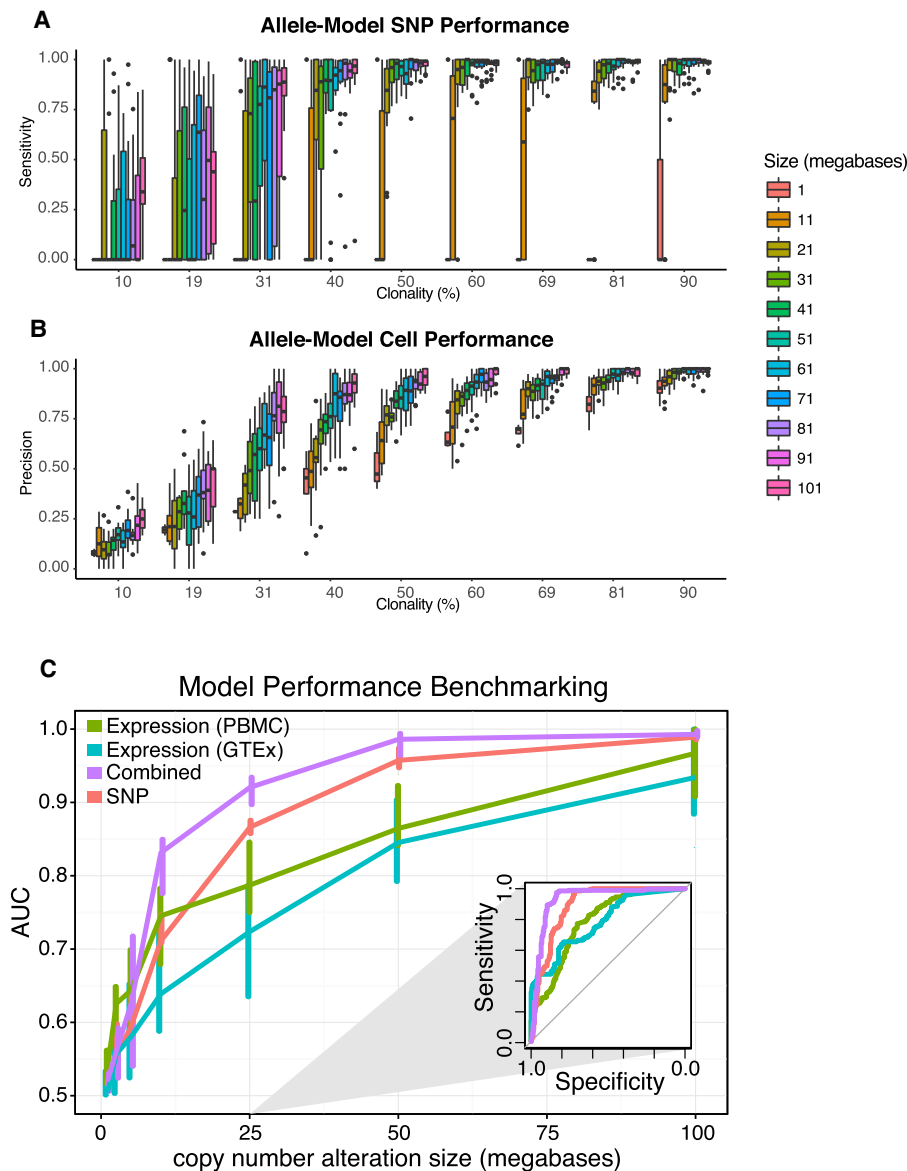 A
Allele-Model SNP Performance
Sensitivity
1.00
0.75
0.50
0.25
0.00
10 19 31 40 50 60 69 81 90
Clonality (%)
Size (megabases)
1
11
21
31
41
51
61
71
81
91
101
B
Allele-Model Cell Performance
Precision
1.00
0.75
0.50
0.25
0.00
10 19 31 40 50 60 69 81 90
Clonality (%)
C
Model Performance Benchmarking
Expression (PBMC)
Expression (GTEx)
Combined
SNP
AUC
1.0
0.9
0.8
0.7
0.6
0.5
0 25 50 75 100
copy number alteration size (megabases)
Sensitivity
1.0
0.0
1.0 0.0
Specificity